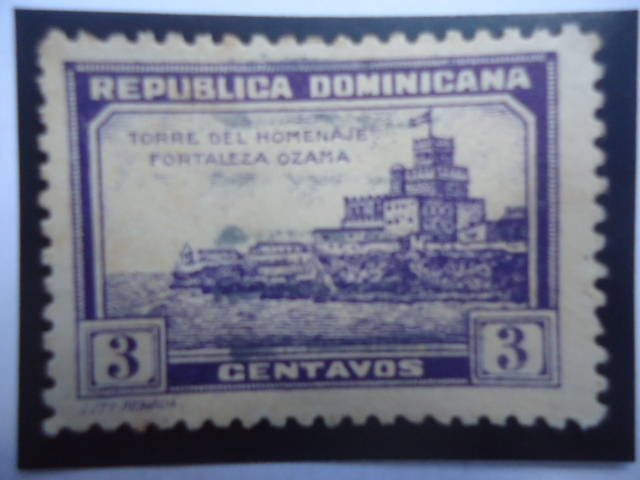 REPUBLICA DOMINICANA
TORRE DEL HOMENAJE
FORTALEZA OZAMA
3 3
CENTAVOS